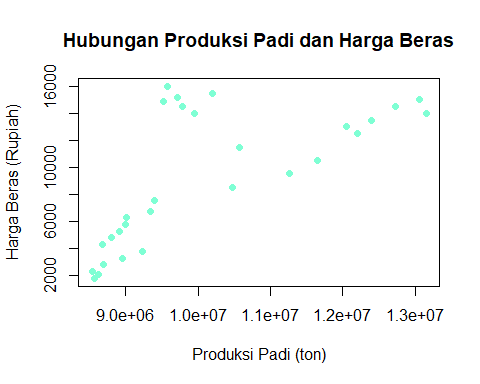 Hubungan Produksi Padi dan Harga Beras
Harga Beras (Rupiah)
16000
10000
6000
2000
9.0e+06 1.0e+07 1.1e+07 1.2e+07 1.3e+07
Produksi Padi (ton)